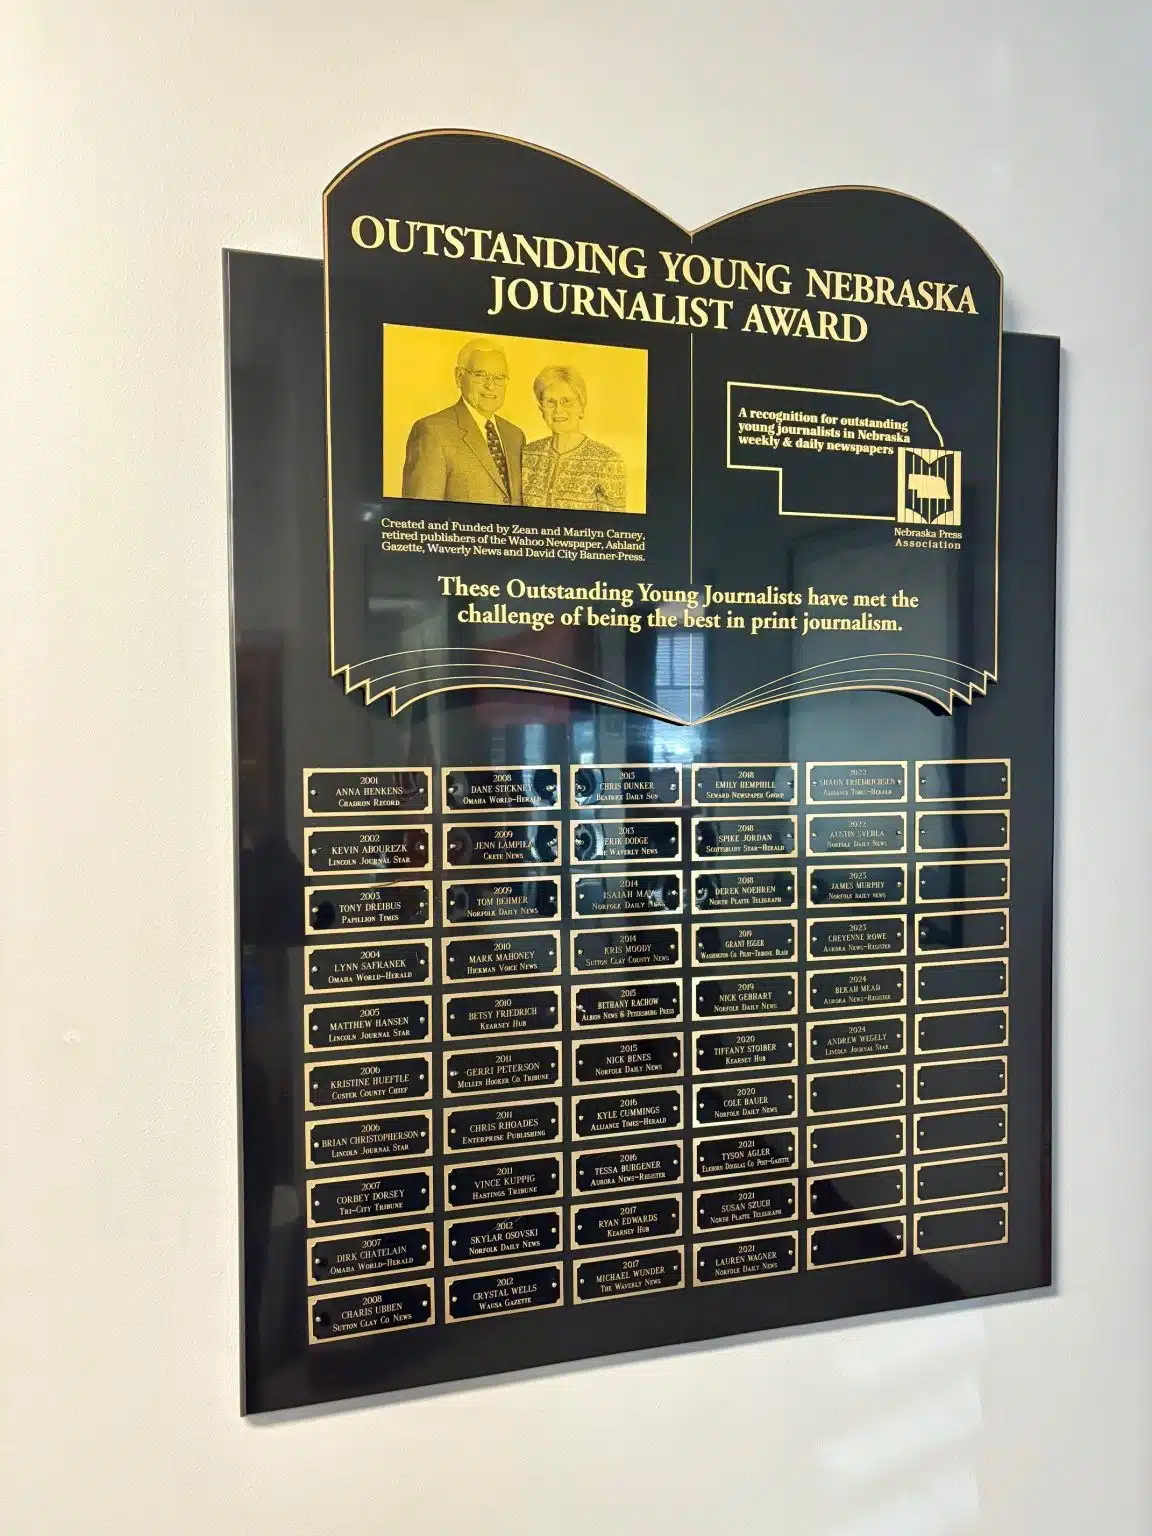 OUTSTANDING YOUNG NEBRASKA
JOURNALIST AWARD
Created and Funded by Zean and Marilyn Carney,
retired publishers of the Wahoo Newspaper, Ashland
Gazette, Waverly News and David City Banner-Press.
A recognition for outstanding
young journalists in Nebraska
weekly & daily newspapers
Nebraska Press
Association
These Outstanding Young Journalists have met the
challenge of being the best in print journalism.
2001
ANNA HENKENS
CHADRON RECORD
2002
KEVIN ABOUREZK
LINCOLN JOURNAL STAR
2003
TONY DREIBUS
PAPILLION TIMES
2004
LYNN SAFRANEK
OMAHA WORLD-HERALD
2005
MATTHEW HANSEN
LINCOLN JOURNAL STAR
2006
KRISTINE HUEFTLE
CUSTER COUNTY CHIEF
2006
BRIAN CHRISTOPHERSON
LINCOLN JOURNAL STAR
2007
CORBEY DORSEY
TRI-CITY TRIBUNE
2007
DIRK CHATELAIN
OMAHA WORLD-HERALD
2008
CHARIS UBBEN
SUTTON CLAY CO NEWS
2008
DANE STICKNEY
OMAHA WORLD-HERALD
2009
JENN LAMPILA
CRETE NEWS
2009
TOM BEHMER
NORFOLK DAILY NEWS
2010
MARK MAHONEY
HICKMAN VOICE NEWS
2010
BETSY FRIEDRICH
KEARNEY HUB
2011
GERRI PETERSON
MULLEN HOOKER CO TRIBUNE
2011
CHRIS RHOADES
ENTERPRISE PUBLISHING
2011
VINCE KUPPIG
HASTINGS TRIBUNE
2012
SKYLAR OSOVSKI
NORFOLK DAILY NEWS
2012
CRYSTAL WELLS
WAUSA GAZETTE
2013
CHRIS DUNKER
BEATRICE DAILY SUN
2013
ERIK DODGE
THE WAVERLY NEWS
2014
ISAIAH
NORFOLK DAILY NEWS
2014
KRIS MOODY
SUTTON CLAY COUNTY NEWS
2015
BETHANY RACHOW
ALBION NEWS & PETERSBURG PRESS
2015
NICK BENES
NORFOLK DAILY NEWS
2016
KYLE CUMMINGS
ALLIANCE TIMES-HERALD
2016
TESSA BURGENER
AURORA NEWS-REGISTER
2017
RYAN EDWARDS
KEARNEY HUB
2017
MICHAEL WUNDER
THE WAVERLY NEWS
2018
EMILY HEMPHILL
SEWARD NEWSPAPER GROUP
2018
SPIKE JORDAN
SCOTTSBLUFF STAR-HERALD
2018
DEREK NOEHREN
NORTH PLATTE TELEGRAPH
2019
GRANT EGGER
WASHINGTON CO PILOT-TRIBUNE BLAIR
2019
NICK GEBHART
NORFOLK DAILY NEWS
2020
TIFFANY STOIBER
KEARNEY HUB
2020
COLE BAUER
NORFOLK DAILY NEWS
2021
TYSON AGLER
ELKHORN DOUGLAS CO POST-GAZETTE
2021
SUSAN SZUCH
NORTH PLATTE TELEGRAPH
2021
LAUREN WAGNER
NORFOLK DAILY NEWS
2022
SHAUN FRIEDRICHSEN
ALLIANCE TIMES-HERALD
2022
AUSTIN SVEHLA
NORFOLK DAILY NEWS
2023
JAMES MURPHY
NORFOLK DAILY NEWS
2023
CHEYENNE ROWE
AURORA NEWS-REGISTER
2024
BEKAH MEAD
AURORA NEWS-REGISTER
2024
ANDREW WEGELY
LINCOLN JOURNAL STAR